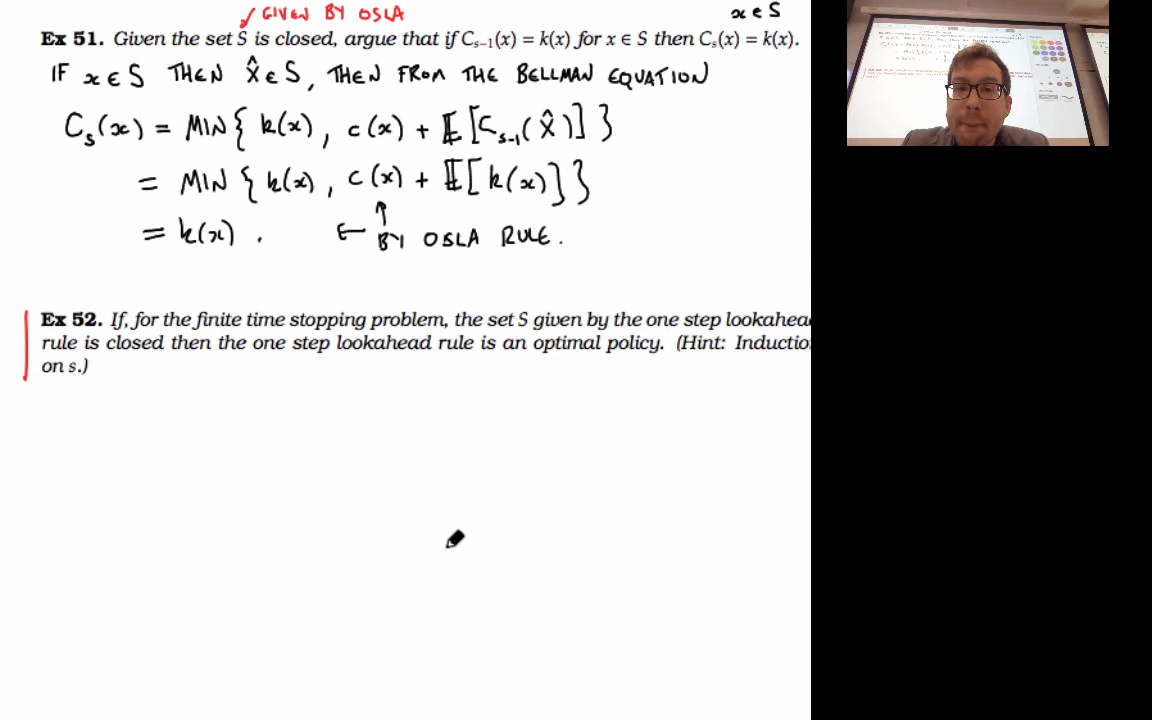 GIVEN BY OSLA
x ∈ S
Ex 51. Given the set S is closed, argue that if C_{s−1}(x) = k(x) for x ∈ S then C_s(x) = k(x).
IF x ∈ S THEN X̂ ∈ S, THEN FROM THE BELLMAN EQUATION
C_s(x) = MIN { k(x), c(x) + E[C_{s-1}(X̂)] }
= MIN { k(x), c(x) + E[k(x)] }
= k(x). ← BY OSLA RULE.
Ex 52. If, for the finite time stopping problem, the set S given by the one step lookahea
rule is closed then the one step lookahead rule is an optimal policy. (Hint: Inductio
on s.)